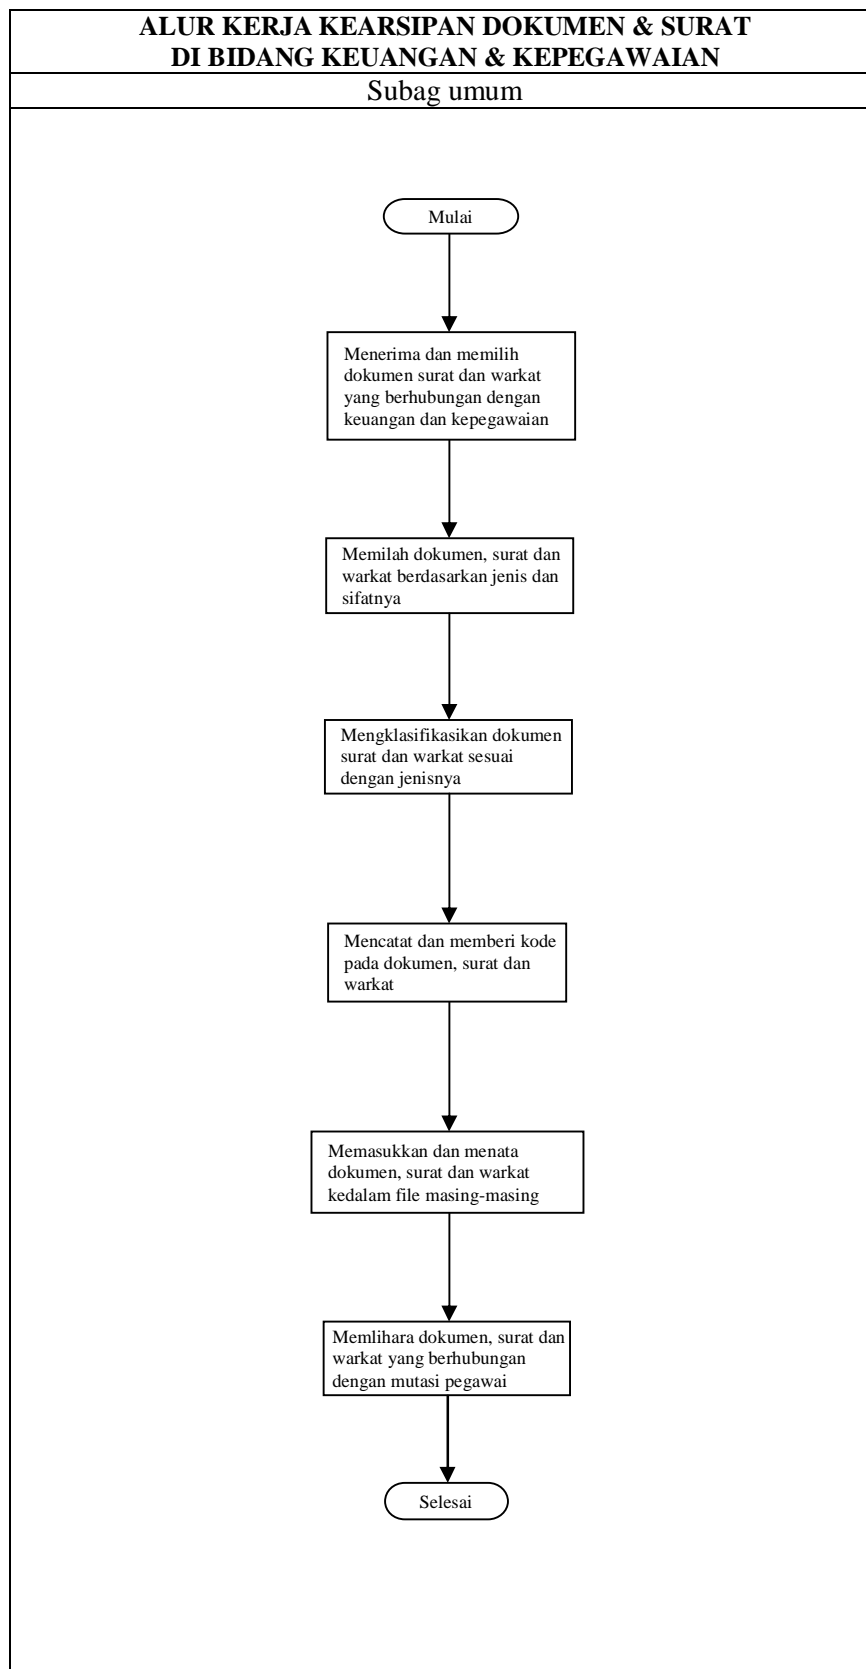 ALUR KERJA KEARSIPAN DOKUMEN & SURAT
DI BIDANG KEUANGAN & KEPEGAWAIAN
Subag umum
Mulai
Menerima dan memilih
dokumen surat dan warkat
yang berhubungan dengan
keuangan dan kepegawaian
Memilah dokumen, surat dan
warkat berdasarkan jenis dan
sifatnya
Mengklasifikasikan dokumen
surat dan warkat sesuai
dengan jenisnya
Mencatat dan memberi kode
pada dokumen, surat dan
warkat
Memasukkan dan menata
dokumen, surat dan warkat
kedalam file masing-masing
Memlihara dokumen, surat dan
warkat yang berhubungan
dengan mutasi pegawai
Selesai